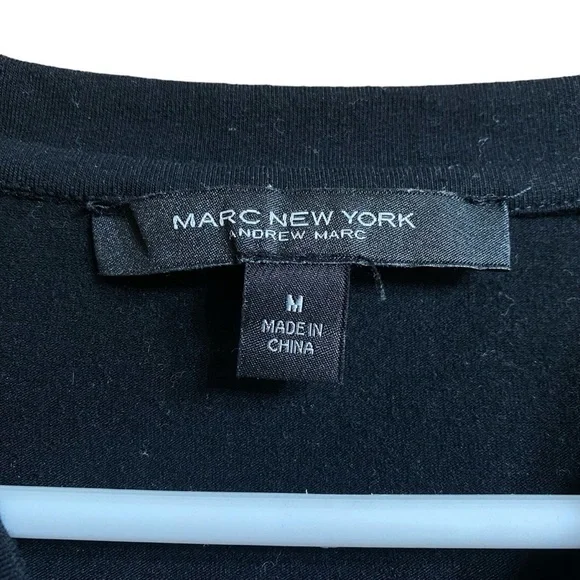 MARC NEW YORK
ANDREW MARC
M
MADE IN
CHINA